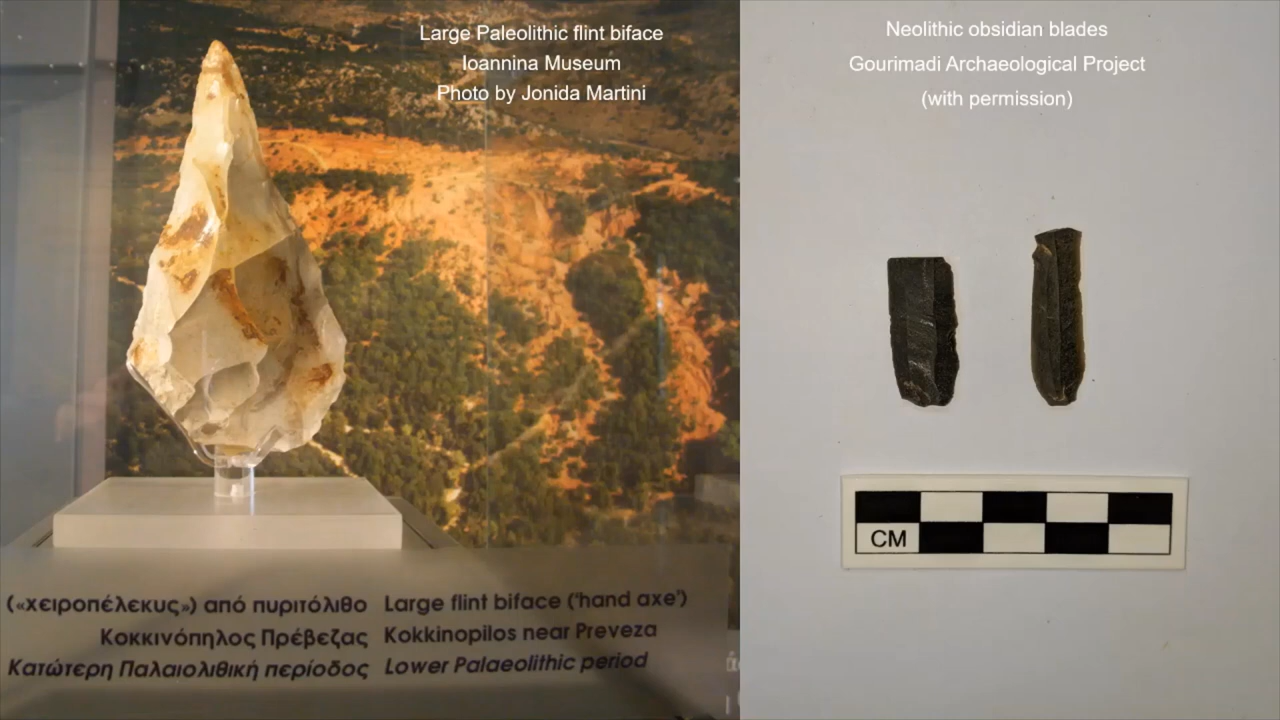 Large Paleolithic flint biface
Ioannina Museum
Photo by Jonida Martini
(«χειροπέλεκυς») από πυριτόλιθο
Κοκκινόπηλος Πρέβεζας
Κατώτερη Παλαιολιθική περίοδος
Large flint biface ('hand axe')
Kokkinopilos near Preveza
Lower Palaeolithic period
Neolithic obsidian blades
Gourimadi Archaeological Project
(with permission)
CM